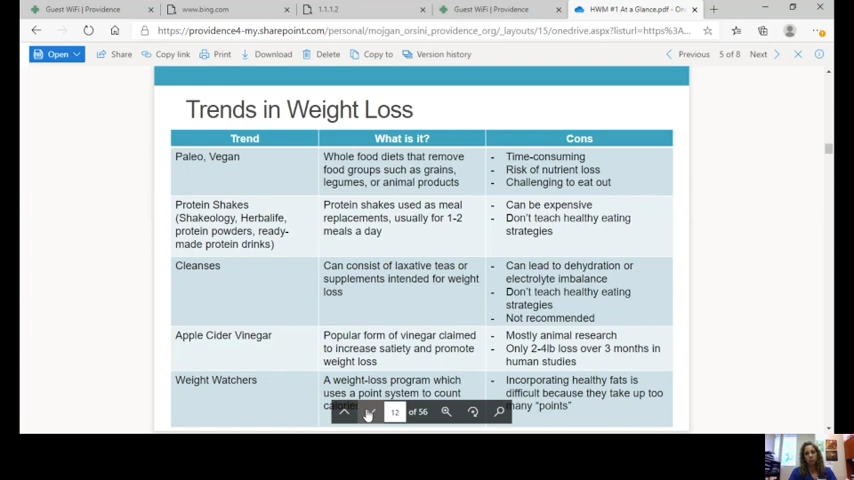 Guest WiFi | Providence
www.bing.com
1.1.1.2
Guest WiFi | Providence
HWM #1 At a Glance.pdf - On
https://providence4-my.sharepoint.com/personal/mojgan_orsini_providence_org/_layouts/15/onedrive.aspx?listurl=https%3A...
Open
Share
Copy link
Print
Download
Delete
Copy to
Version history
Previous
5 of 8
Next
Trends in Weight Loss
Trend
What is it?
Cons
Paleo, Vegan
Whole food diets that remove
food groups such as grains,
legumes, or animal products
- Time-consuming
- Risk of nutrient loss
- Challenging to eat out
Protein Shakes
(Shakeology, Herbalife,
protein powders, ready-
made protein drinks)
Protein shakes used as meal
replacements, usually for 1-2
meals a day
- Can be expensive
- Don't teach healthy eating
strategies
Cleanses
Can consist of laxative teas or
supplements intended for weight
loss
- Can lead to dehydration or
electrolyte imbalance
- Don't teach healthy eating
strategies
- Not recommended
Apple Cider Vinegar
Popular form of vinegar claimed
to increase satiety and promote
weight loss
- Mostly animal research
- Only 2-4lb loss over 3 months in
human studies
Weight Watchers
A weight-loss program which
uses a point system to count
calories
- Incorporating healthy fats is
difficult because they take up too
many "points"
12 of 56